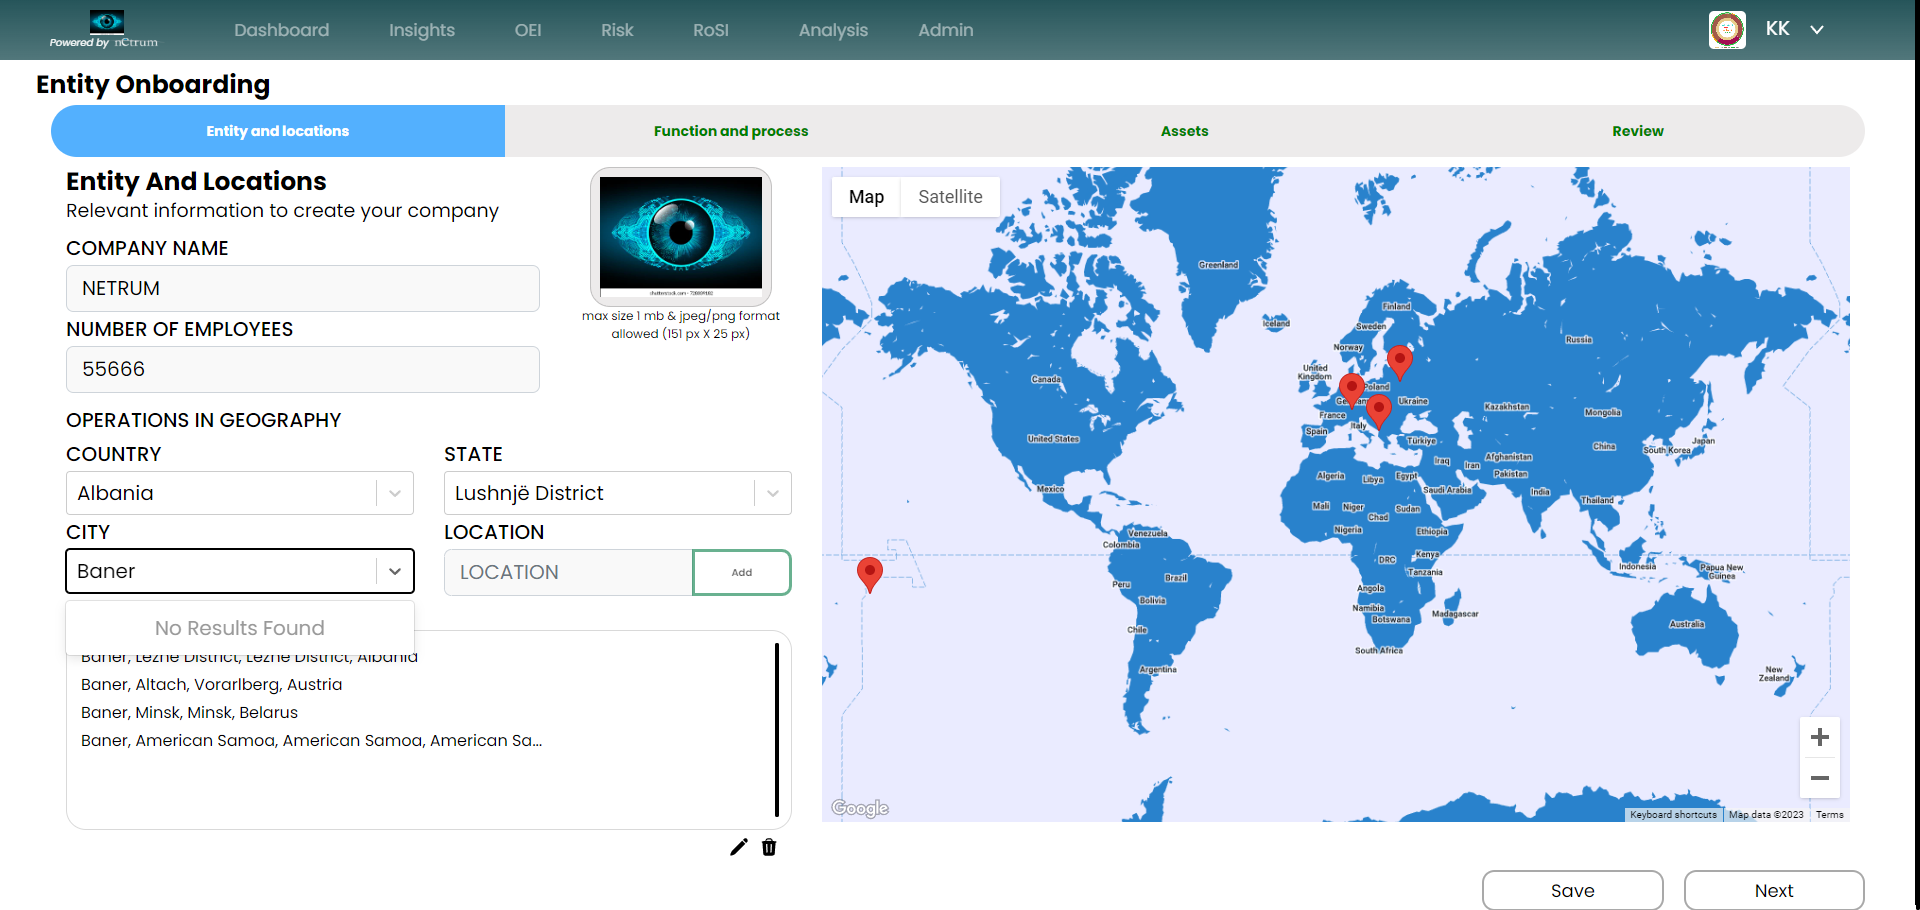 Powered by nCtrum
Dashboard
Insights
OEI
Risk
RoSI
Analysis
Admin
KK
Entity Onboarding
Entity and locations
Function and process
Assets
Review
Entity And Locations
Relevant information to create your company
COMPANY NAME
NETRUM
NUMBER OF EMPLOYEES
55666
shutterstock.com
max size 1 mb & jpeg/png format
allowed (151 px X 25 px)
OPERATIONS IN GEOGRAPHY
COUNTRY
STATE
Albania
Lushnjë District
CITY
LOCATION
Baner
LOCATION
Add
No Results Found
Baner, Lezhë District, Lezhë District, Albania
Baner, Altach, Vorarlberg, Austria
Baner, Minsk, Minsk, Belarus
Baner, American Samoa, American Samoa, American Sa...
Map
Satellite
Greenland
Iceland
Finland
Sweden
Norway
Russia
United
Kingdom
Poland
Ukraine
France
Italy
Spain
Türkiye
Kazakhstan
Mongolia
China
Japan
South Korea
Canada
United States
Mexico
Algeria
Libya
Egypt
Iraq
Iran
Afghanistan
Pakistan
Saudi Arabia
India
Thailand
Mali
Niger
Chad
Sudan
Nigeria
Ethiopia
Venezuela
Colombia
Kenya
DRC
Tanzania
Indonesia
Papua New
Guinea
Peru
Brazil
Bolivia
Angola
Namibia
Botswana
Madagascar
Chile
South Africa
Australia
Argentina
New
Zealand
Google
Keyboard shortcuts
Map data ©2023
Terms
Save
Next